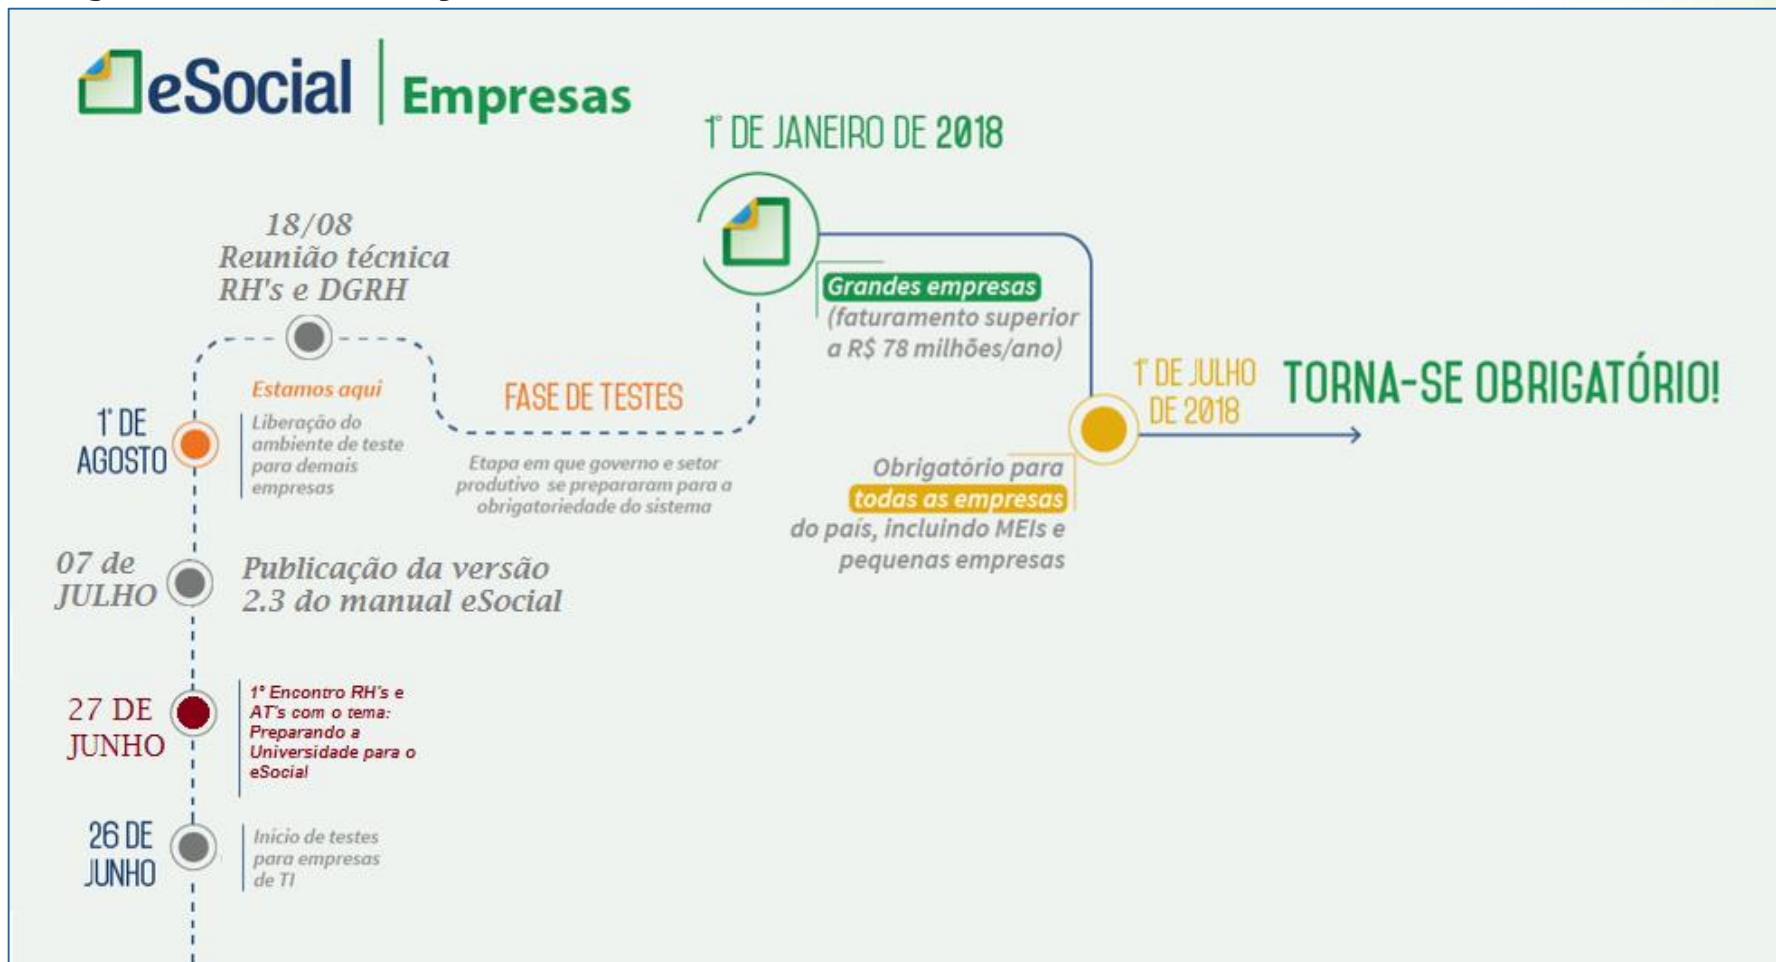 eSocial
Empresas
1° DE JANEIRO DE 2018
18/08
Reunião técnica
RH's e DGRH
Grandes empresas
(faturamento superior
a R$ 78 milhões/ano)
1° DE JULHO
DE 2018
TORNA-SE OBRIGATÓRIO!
Estamos aqui
1° DE
AGOSTO
Liberação do
ambiente de teste
para demais
empresas
FASE DE TESTES
Etapa em que governo e setor
produtivo se prepararam para a
obrigatoriedade do sistema
Obrigatório para
todas as empresas
do país, incluindo MEIs e
pequenas empresas
07 de
JULHO
Publicação da versão
2.3 do manual eSocial
27 DE
JUNHO
1° Encontro RH's e
AT's com o tema:
Preparando a
Universidade para o
eSocial
26 DE
JUNHO
Início de testes
para empresas
de TI